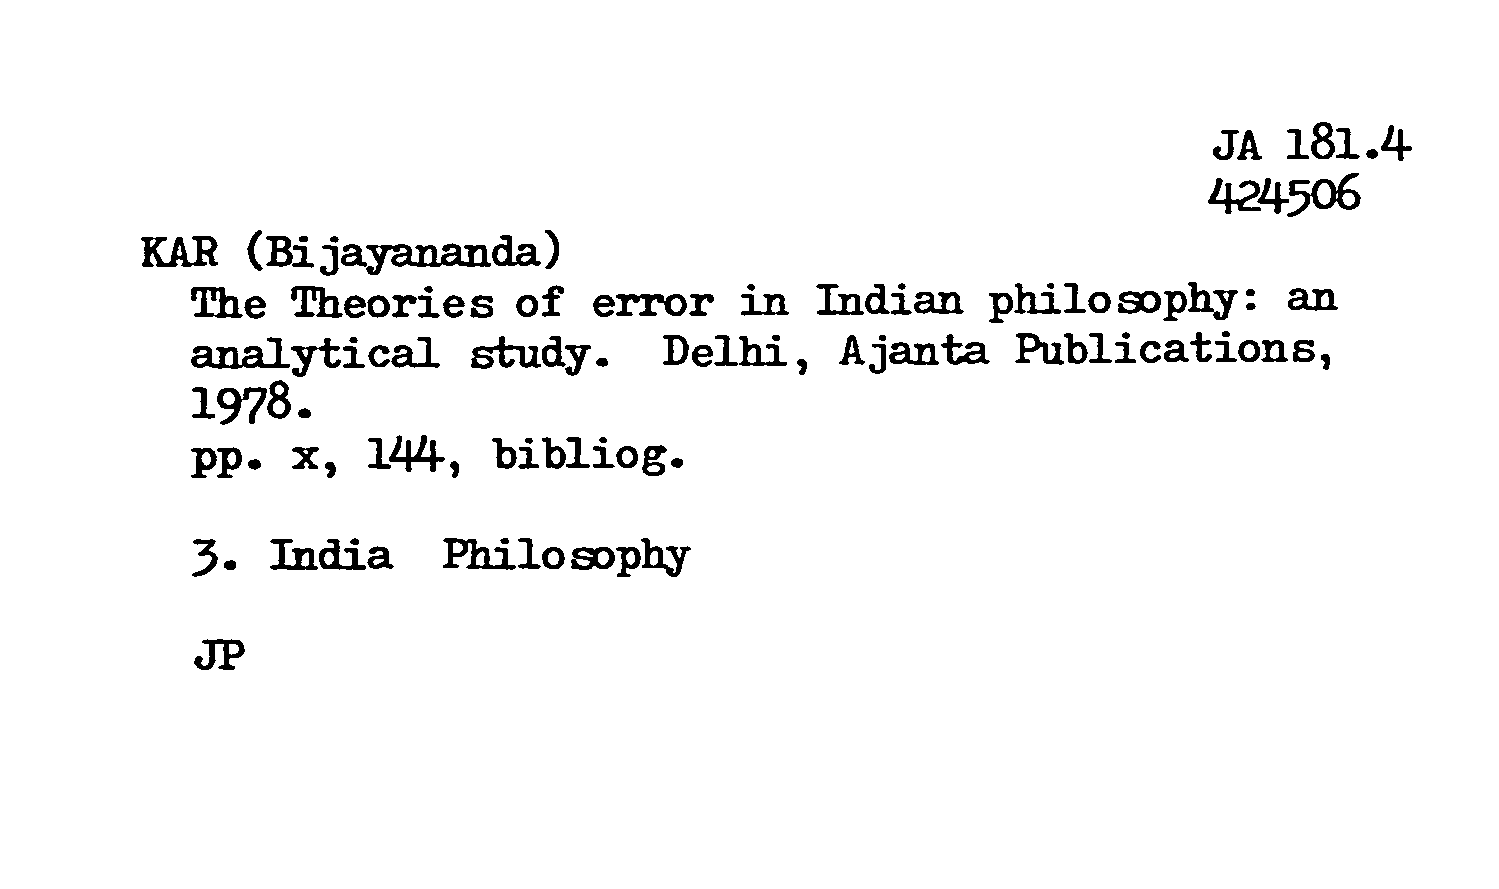 JA 181.4
424506
KAR (Bijayananda)
The Theories of error in Indian philosophy: an
analytical study. Delhi, Ajanta Publications,
1978.
pp. x, 144, bibliog.
3. India Philosophy
JP